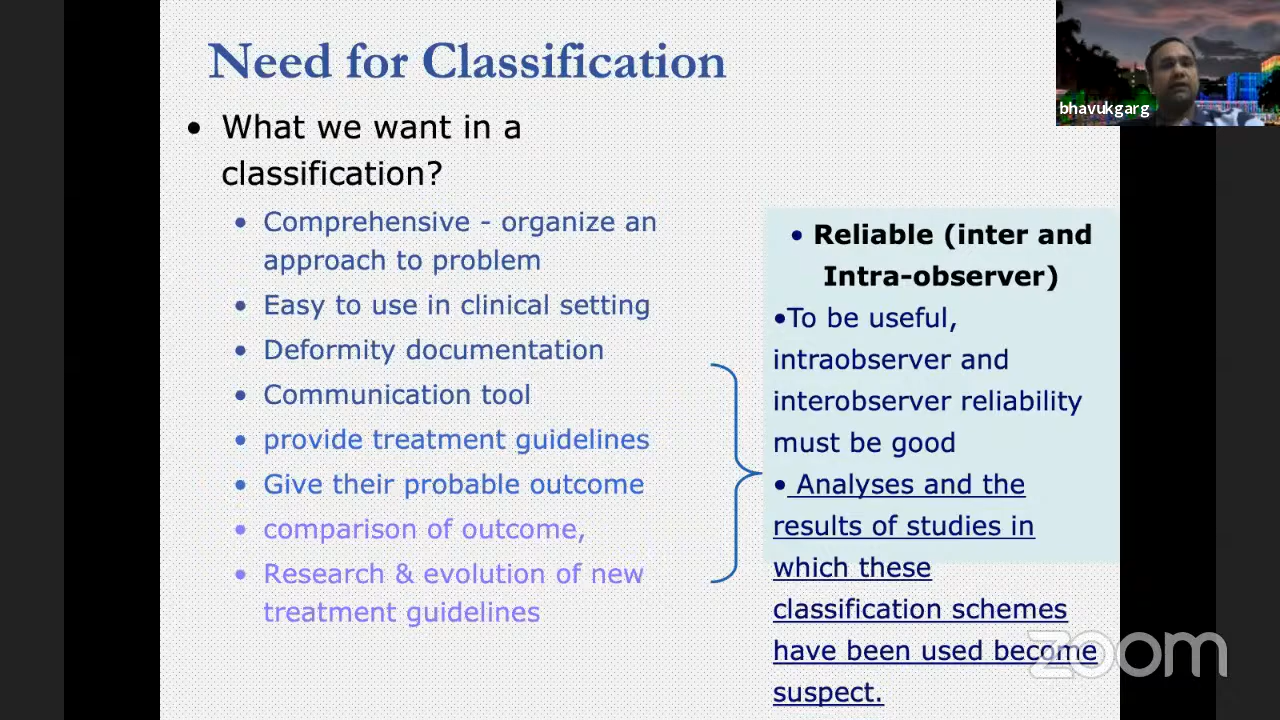 Need for Classification
• What we want in a
classification?
• Comprehensive - organize an
approach to problem
• Easy to use in clinical setting
• Deformity documentation
• Communication tool
• provide treatment guidelines
• Give their probable outcome
• comparison of outcome,
• Research & evolution of new
treatment guidelines
• Reliable (inter and
Intra-observer)
•To be useful,
intraobserver and
interobserver reliability
must be good
• Analyses and the
results of studies in
which these
classification schemes
have been used become
suspect.
bhavukgarg
zoom